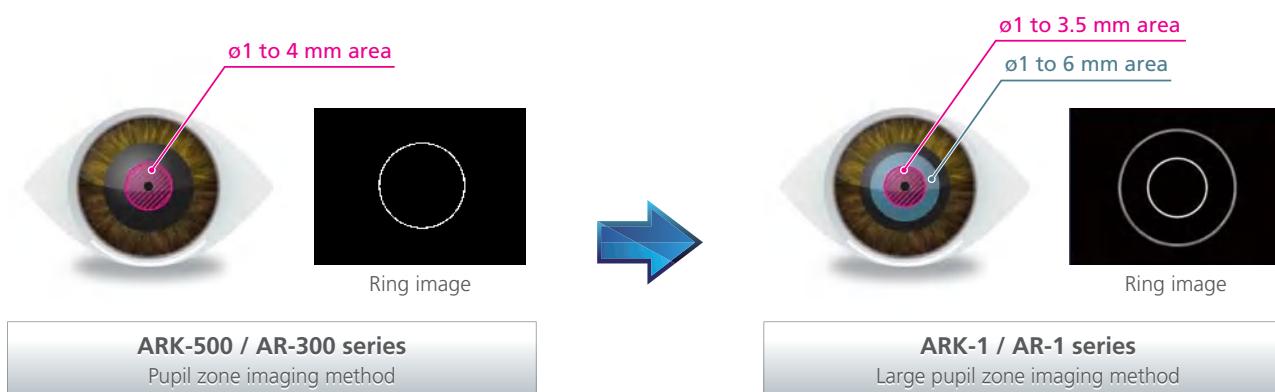 ø1 to 4 mm area
Ring image
ARK-500 / AR-300 series
Pupil zone imaging method
ø1 to 3.5 mm area
ø1 to 6 mm area
Ring image
ARK-1 / AR-1 series
Large pupil zone imaging method